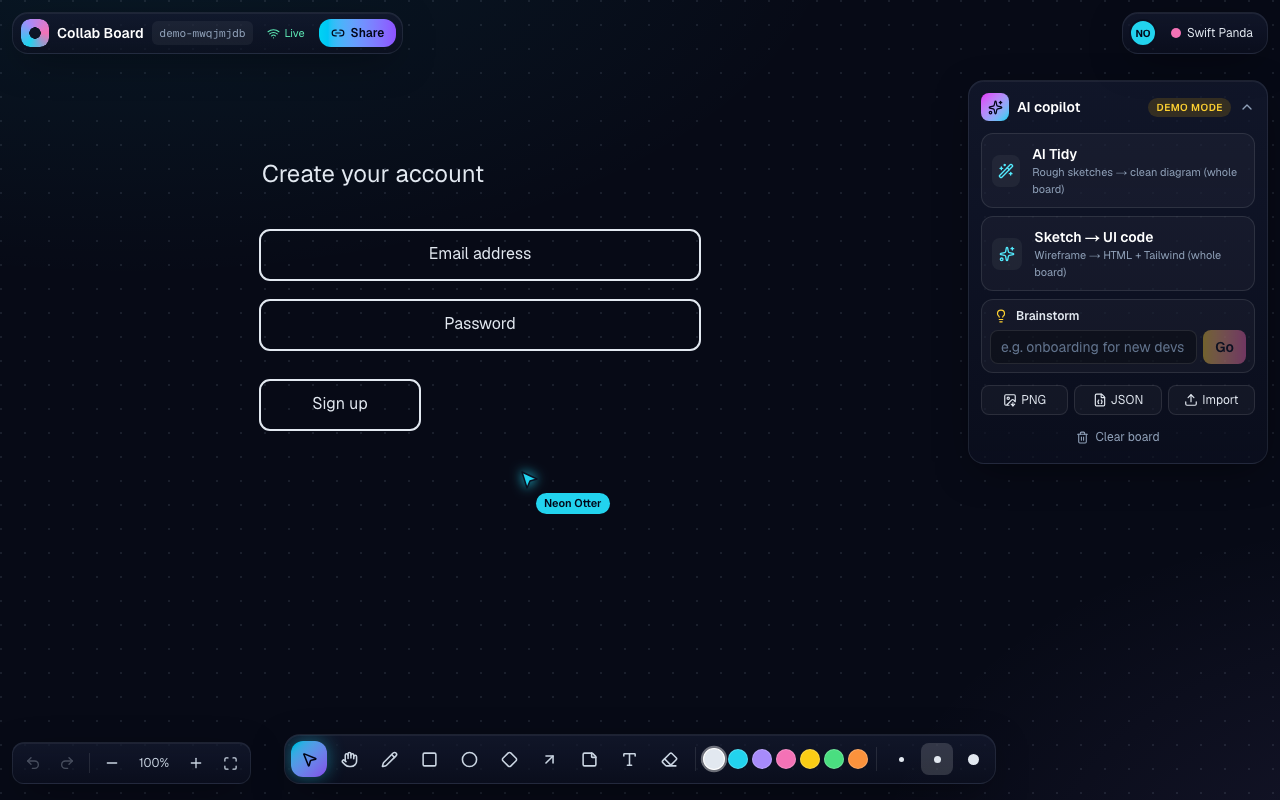 Collab Board
demo-mwqjmjdb
Live
Share
NO
Swift Panda
AI copilot
DEMO MODE
AI Tidy
Rough sketches → clean diagram (whole
board)
Sketch → UI code
Wireframe → HTML + Tailwind (whole
board)
Brainstorm
e.g. onboarding for new devs
Go
PNG
JSON
Import
Clear board
Create your account
Email address
Password
Sign up
Neon Otter
100%